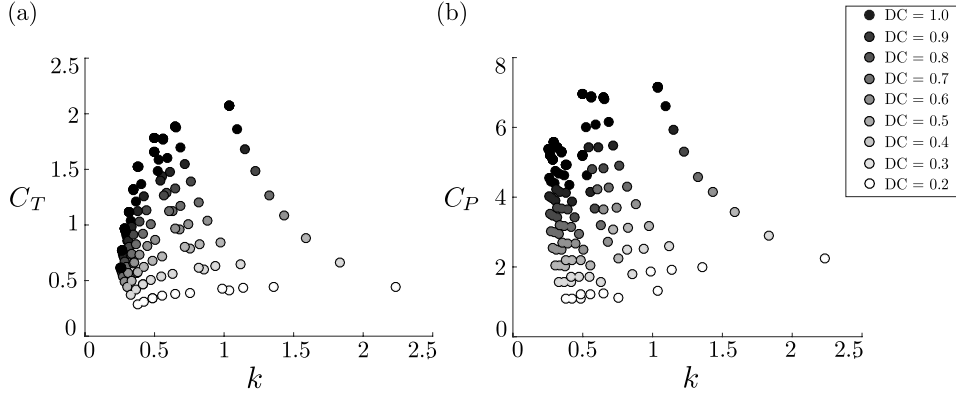 (a)
2.5
2
1.5
1
0.5
0
C_T
0 0.5 1 1.5 2 2.5
k
(b)
8
6
4
2
0
C_P
0 0.5 1 1.5 2 2.5
k
DC = 1.0
DC = 0.9
DC = 0.8
DC = 0.7
DC = 0.6
DC = 0.5
DC = 0.4
DC = 0.3
DC = 0.2